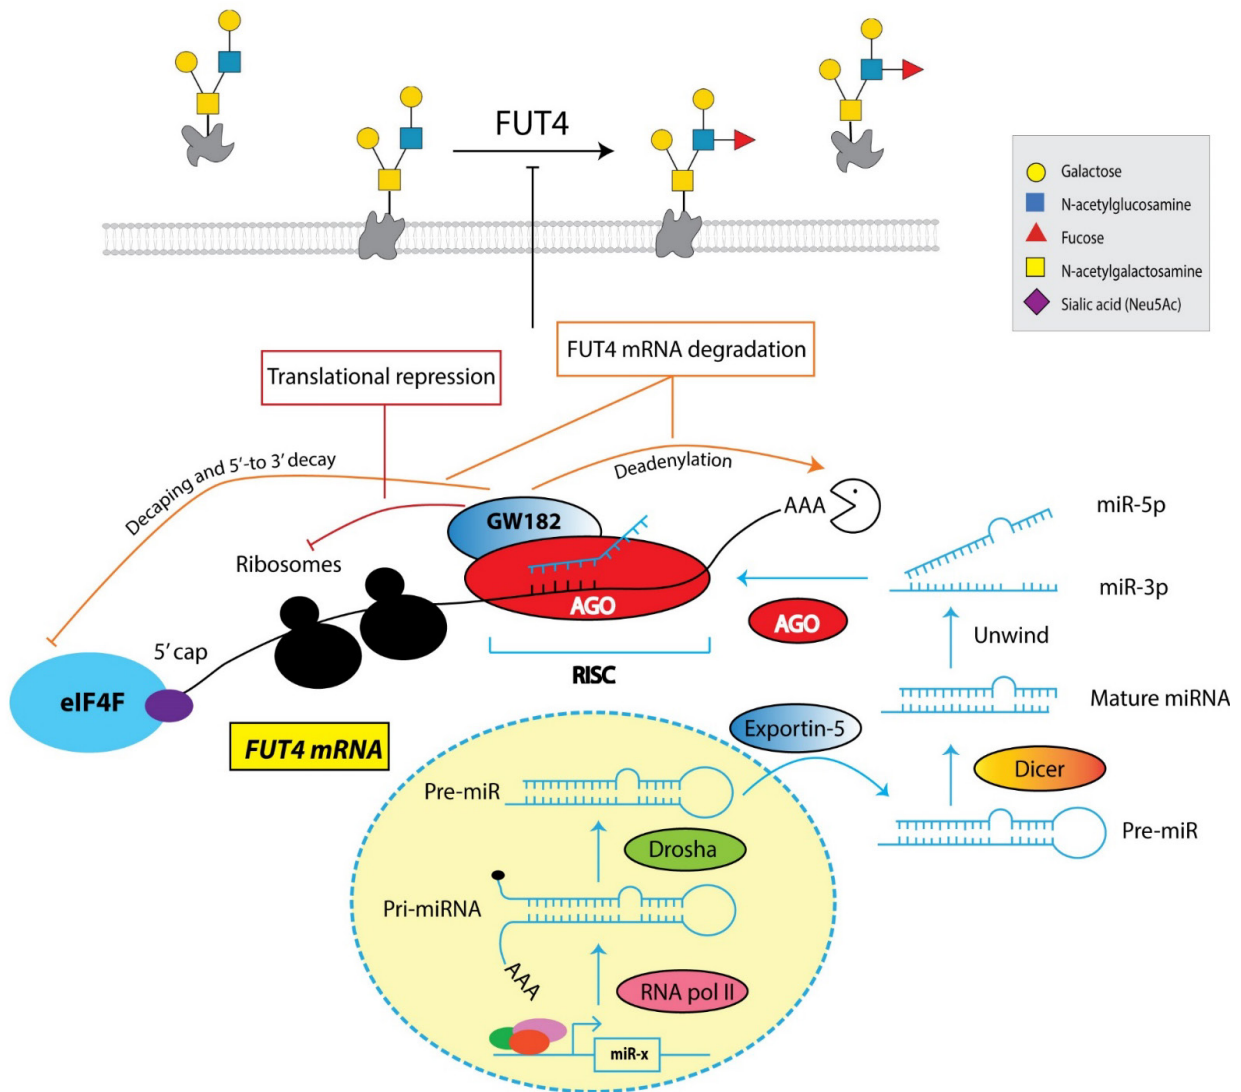 FUT4
Galactose
N-acetylglucosamine
Fucose
N-acetylgalactosamine
Sialic acid (Neu5Ac)
FUT4 mRNA degradation
Translational repression
Decaping and 5'-to 3' decay
Deadenylation
AAA
GW182
Ribosomes
AGO
RISC
5' cap
eIF4F
FUT4 mRNA
miR-5p
miR-3p
AGO
Unwind
Mature miRNA
Exportin-5
Dicer
Pre-miR
Pre-miR
Drosha
Pri-miRNA
AAA
RNA pol II
miR-x